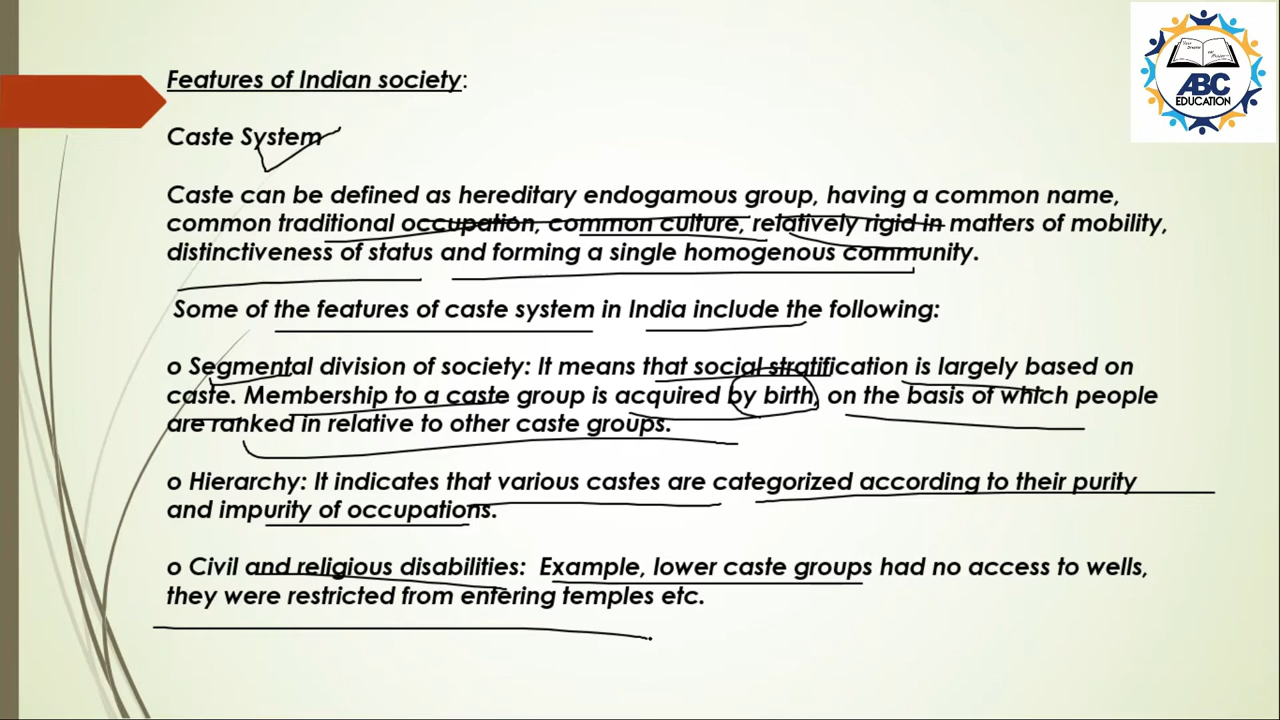 Features of Indian society:
Caste System
Caste can be defined as hereditary endogamous group, having a common name,
common traditional occupation, common culture, relatively rigid in matters of mobility,
distinctiveness of status and forming a single homogenous community.
Some of the features of caste system in India include the following:
o Segmental division of society: It means that social stratification is largely based on
caste. Membership to a caste group is acquired by birth, on the basis of which people
are ranked in relative to other caste groups.
o Hierarchy: It indicates that various castes are categorized according to their purity
and impurity of occupations.
o Civil and religious disabilities: Example, lower caste groups had no access to wells,
they were restricted from entering temples etc.
ABC
EDUCATION